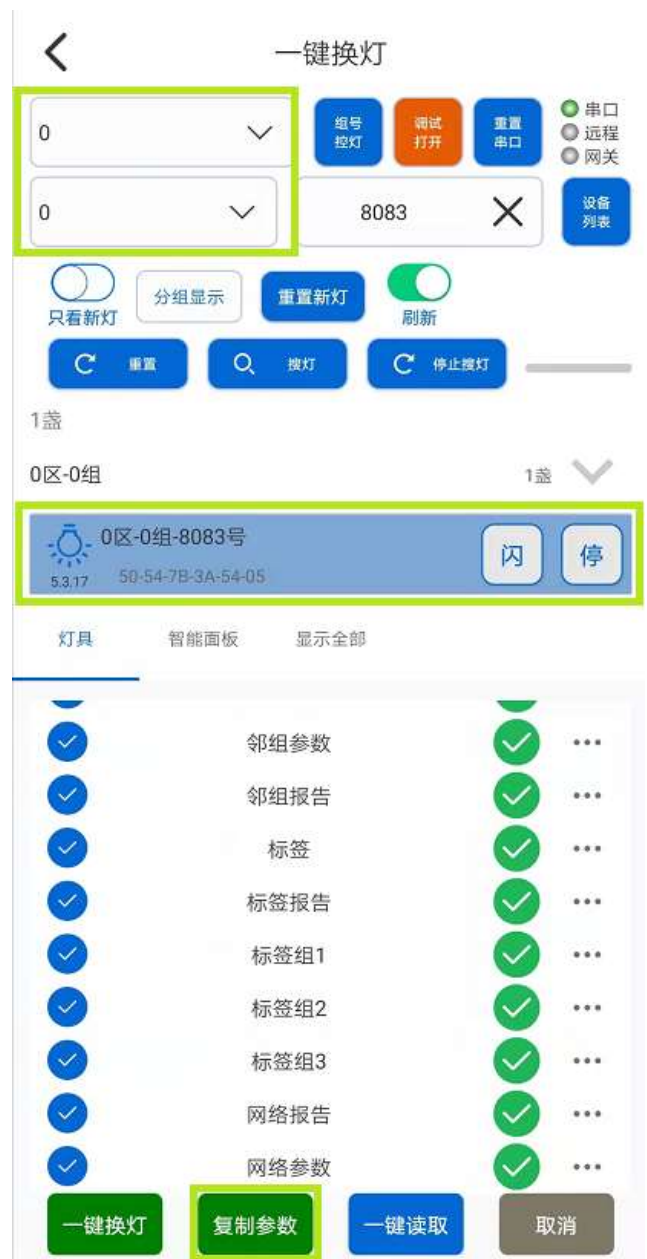 一键换灯
0
组号
控灯
调试
打开
重置
串口
串口
远程
网关
0
8083
设备
列表
只看新灯
分组显示
重置新灯
刷新
重置
搜灯
停止搜灯
1盏
0区-0组
1盏
0区-0组-8083号
5.3.17
50-54-7B-3A-54-05
闪
停
灯具
智能面板
显示全部
邻组参数
邻组报告
标签
标签报告
标签组1
标签组2
标签组3
网络报告
网络参数
一键换灯
复制参数
一键读取
取消